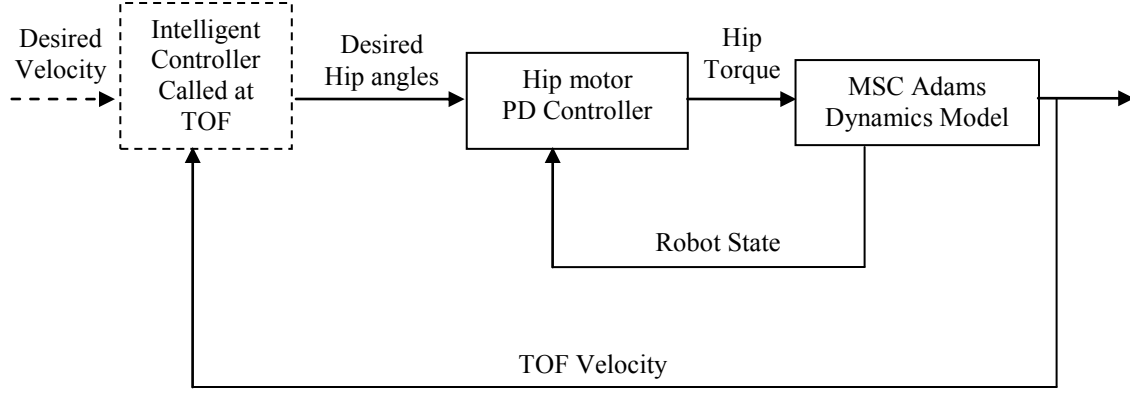 Desired
Velocity
Intelligent
Controller
Called at
TOF
Desired
Hip angles
Hip motor
PD Controller
Hip
Torque
MSC Adams
Dynamics Model
Robot State
TOF Velocity